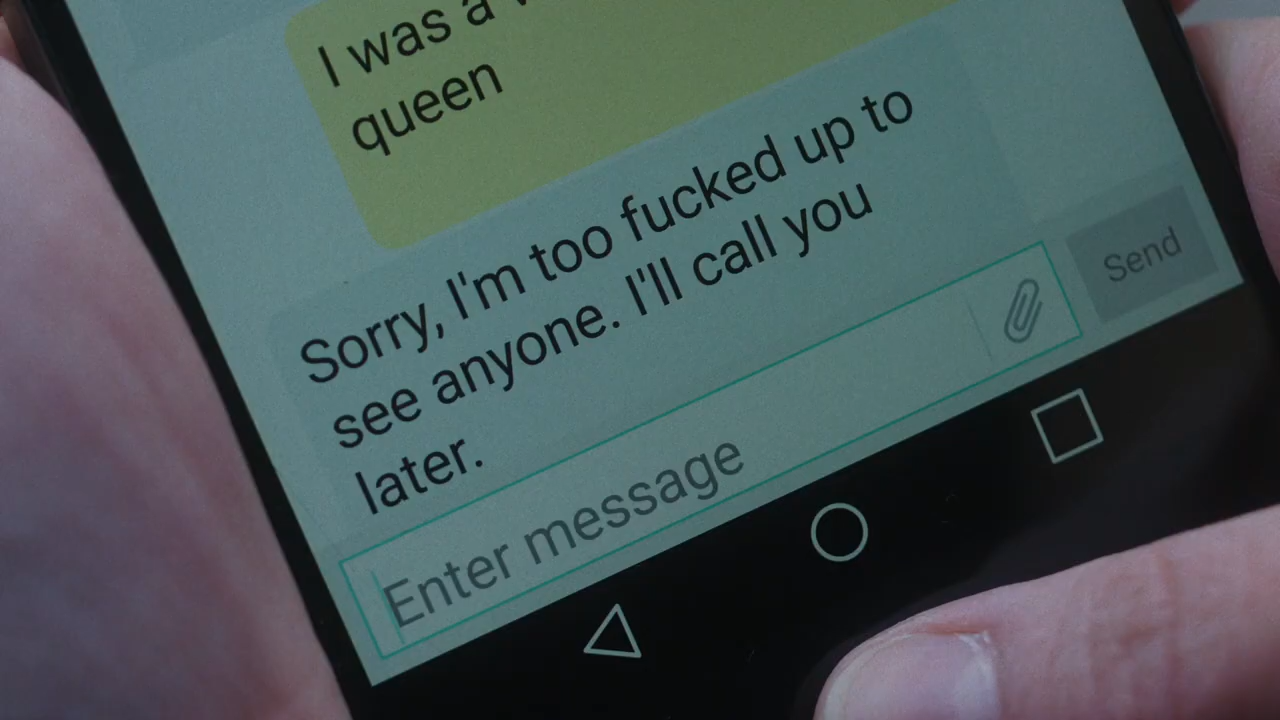 I was a
queen
Sorry, I'm too fucked up to
see anyone. I'll call you
later.
Enter message
Send